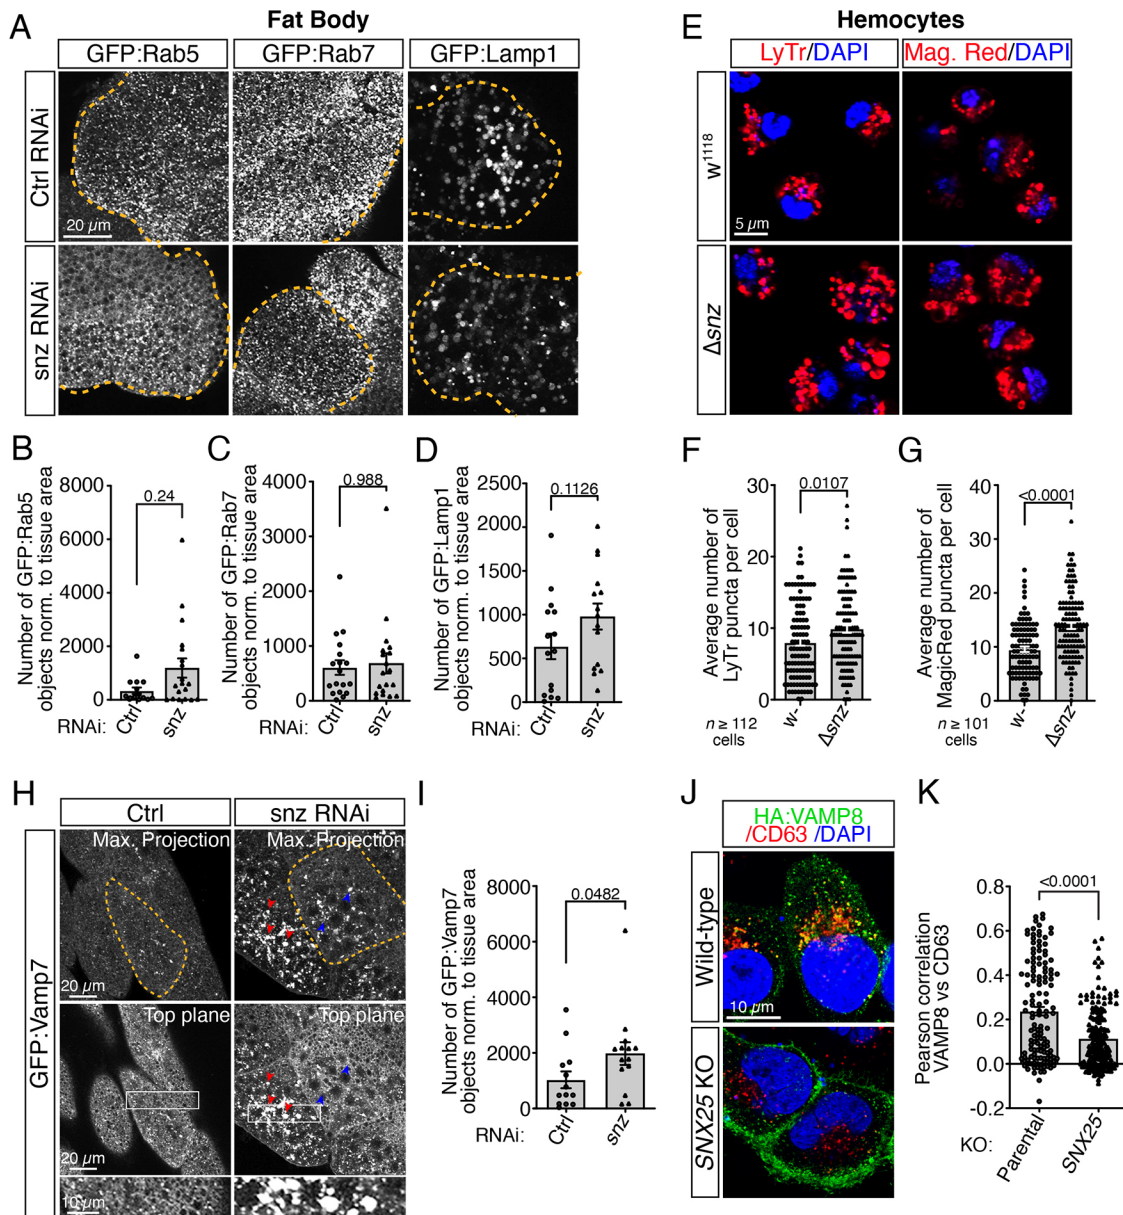 A
Fat Body
GFP:Rab5
GFP:Rab7
GFP:Lamp1
Ctrl RNAi
20 µm
snz RNAi
E
Hemocytes
LyTr/DAPI
Mag. Red/DAPI
w1118
5 µm
Δsnz
B
Number of GFP:Rab5
objects norm. to tissue area
8000
6000
4000
2000
0
0.24
RNAi:
Ctrl
snz
C
Number of GFP:Rab7
objects norm. to tissue area
4000
3000
2000
1000
0
0.988
RNAi:
Ctrl
snz
D
Number of GFP:Lamp1
objects norm. to tissue area
2500
2000
1500
1000
500
0
0.1126
RNAi:
Ctrl
snz
F
Average number of
LyTr puncta per cell
30
20
10
0
0.0107
n ≥ 112
cells
w-
Δsnz
G
Average number of
MagicRed puncta per cell
40
30
20
10
0
<0.0001
n ≥ 101
cells
w-
Δsnz
H
Ctrl
snz RNAi
GFP:Vamp7
Max. Projection
Max. Projection
20 µm
Top plane
Top plane
20 µm
10 µm
I
Number of GFP::Vamp7
objects norm. to tissue area
8000
6000
4000
2000
0
0.0482
RNAi:
Ctrl
snz
J
HA:VAMP8
/CD63 /DAPI
Wild-type
10 µm
SNX25 KO
K
Pearson correlation
VAMP8 vs CD63
0.8
0.6
0.4
0.2
0.0
-0.2
<0.0001
KO:
Parental
SNX25